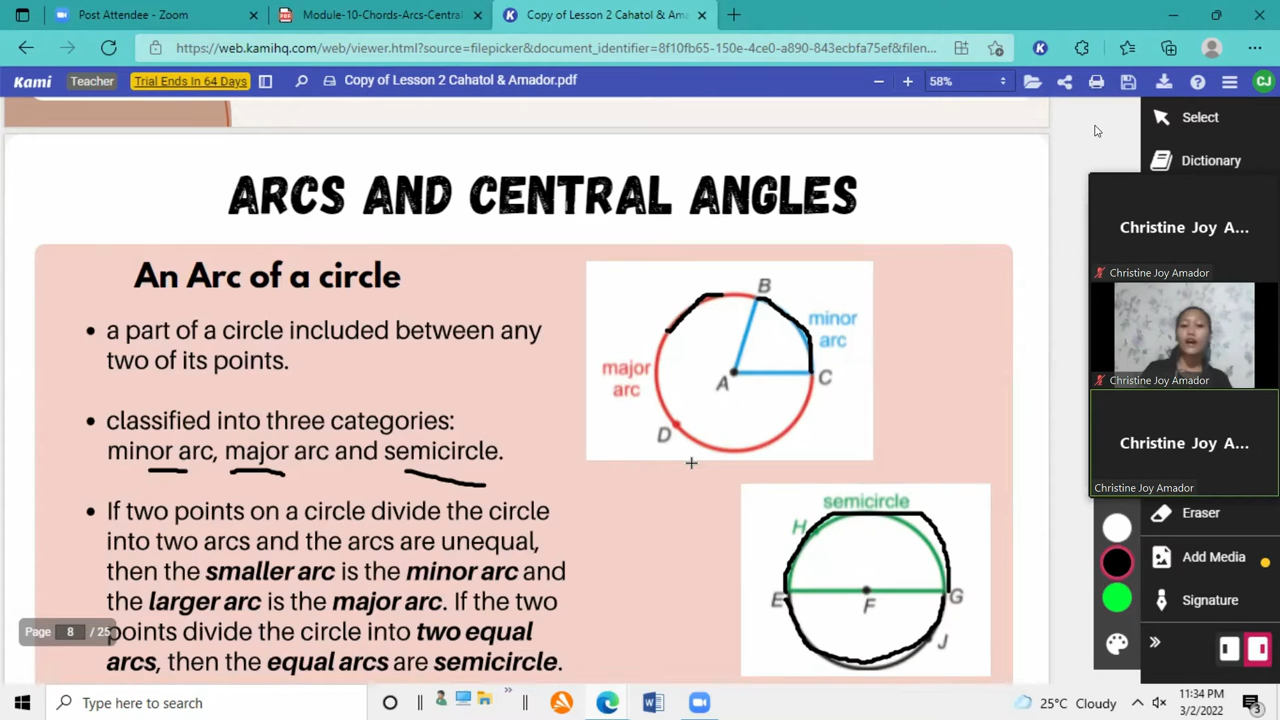 Post Attendee - Zoom
Module-10-Chords-Arcs-Central
Copy of Lesson 2 Cahatol & Ama
https://web.kamihq.com/web/viewer.html?source=filepicker&document_identifier=8f10fb65-150e-4ce0-a890-843ecbfa75ef&filen...
Kami
Teacher
Trial Ends In 64 Days
Copy of Lesson 2 Cahatol & Amador.pdf
58%
CJ
Select
Dictionary
ARCS AND CENTRAL ANGLES
An Arc of a circle
• a part of a circle included between any
two of its points.
• classified into three categories:
minor arc, major arc and semicircle.
• If two points on a circle divide the circle
into two arcs and the arcs are unequal,
then the smaller arc is the minor arc and
the larger arc is the major arc. If the two
points divide the circle into two equal
arcs, then the equal arcs are semicircle.
B
minor
arc
major
arc
A
C
D
semicircle
H
E
F
G
J
Christine Joy A...
Christine Joy Amador
Christine Joy Amador
Christine Joy A...
Christine Joy Amador
Eraser
Add Media
Signature
Page 8 / 25
Type here to search
25°C Cloudy
11:34 PM
3/2/2022
3